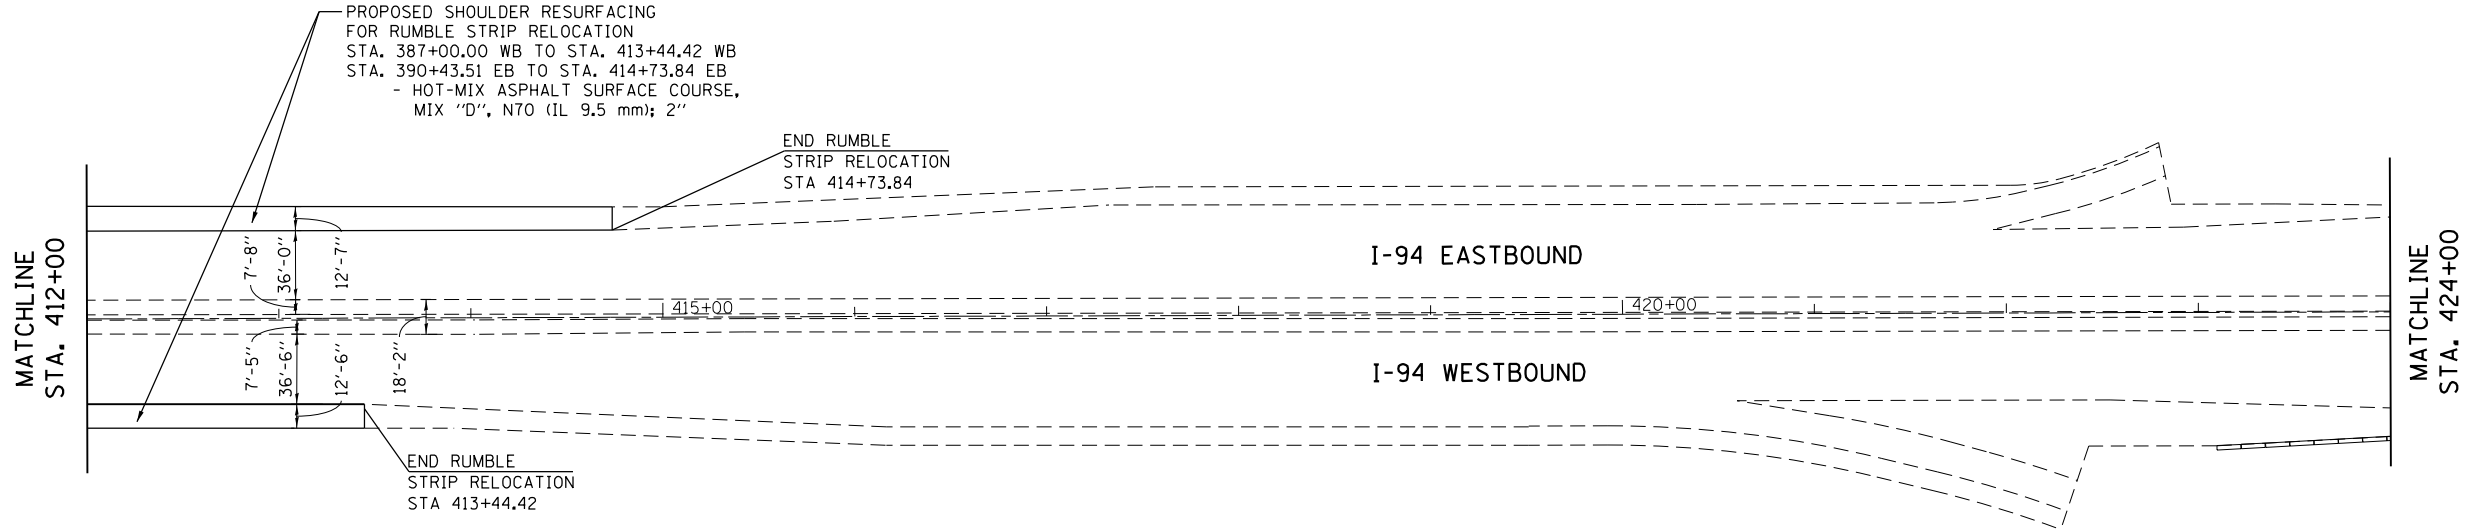 PROPOSED SHOULDER RESURFACING
FOR RUMBLE STRIP RELOCATION
STA. 387+00.00 WB TO STA. 413+44.42 WB
STA. 390+43.51 EB TO STA. 414+73.84 EB
- HOT-MIX ASPHALT SURFACE COURSE,
MIX "D", N70 (IL 9.5 mm); 2"
END RUMBLE
STRIP RELOCATION
STA 414+73.84
MATCHLINE
STA. 412+00
7'-8"
36'-0"
12'-7"
I-94 EASTBOUND
415+00
420+00
MATCHLINE
STA. 424+00
7'-5"
36'-6"
12'-6"
18'-2"
I-94 WESTBOUND
END RUMBLE
STRIP RELOCATION
STA 413+44.42